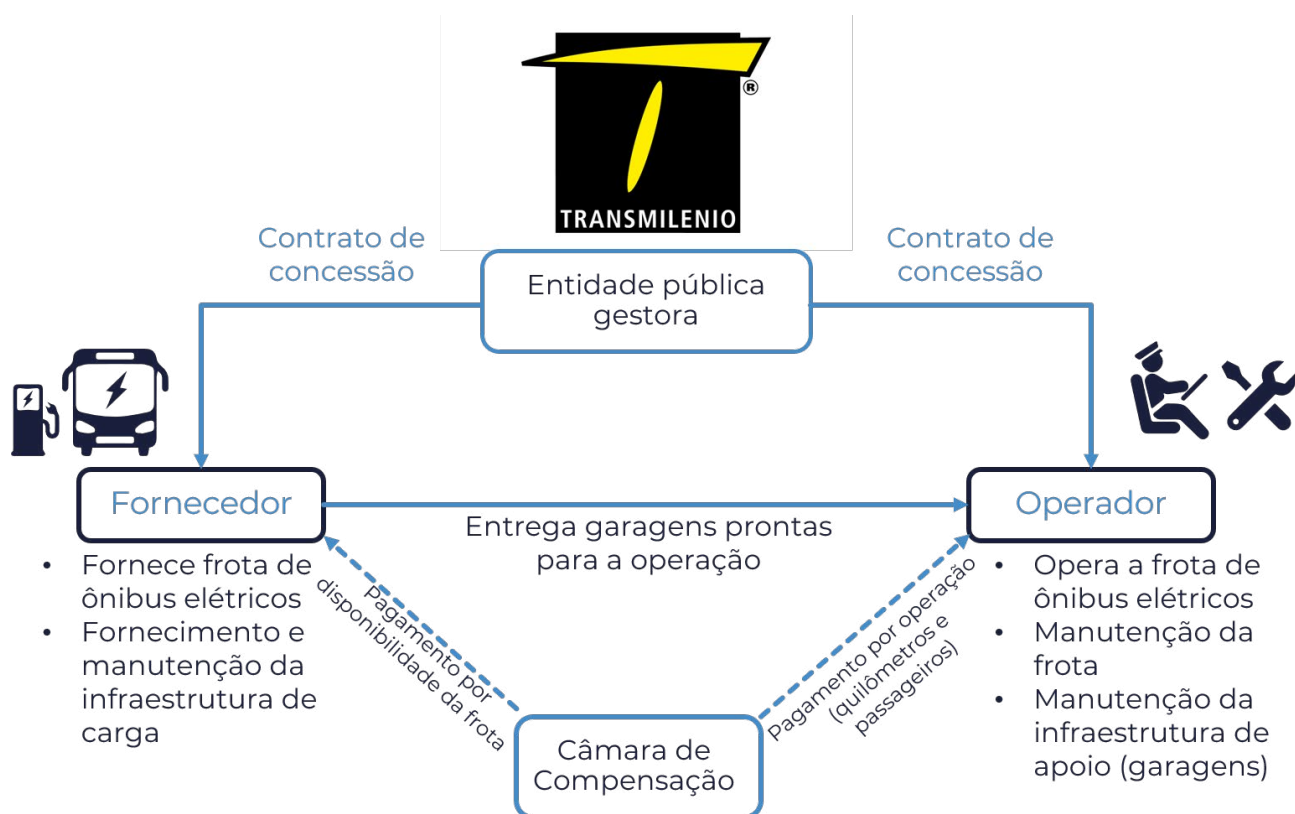 ®
TRANSMILENIO
Contrato de
concessão
Contrato de
concessão
Entidade pública
gestora
Fornecedor
Operador
Entrega garagens prontas
para a operação
• Fornece frota de
ônibus elétricos
• Fornecimento e
manutenção da
infraestrutura de
carga
Pagamento por
disponibilidade da frota
Pagamento por operação
(quilômetros e
passageiros)
• Opera a frota de
ônibus elétricos
• Manutenção da
frota
• Manutenção da
infraestrutura de
apoio (garagens)
Câmara de
Compensação